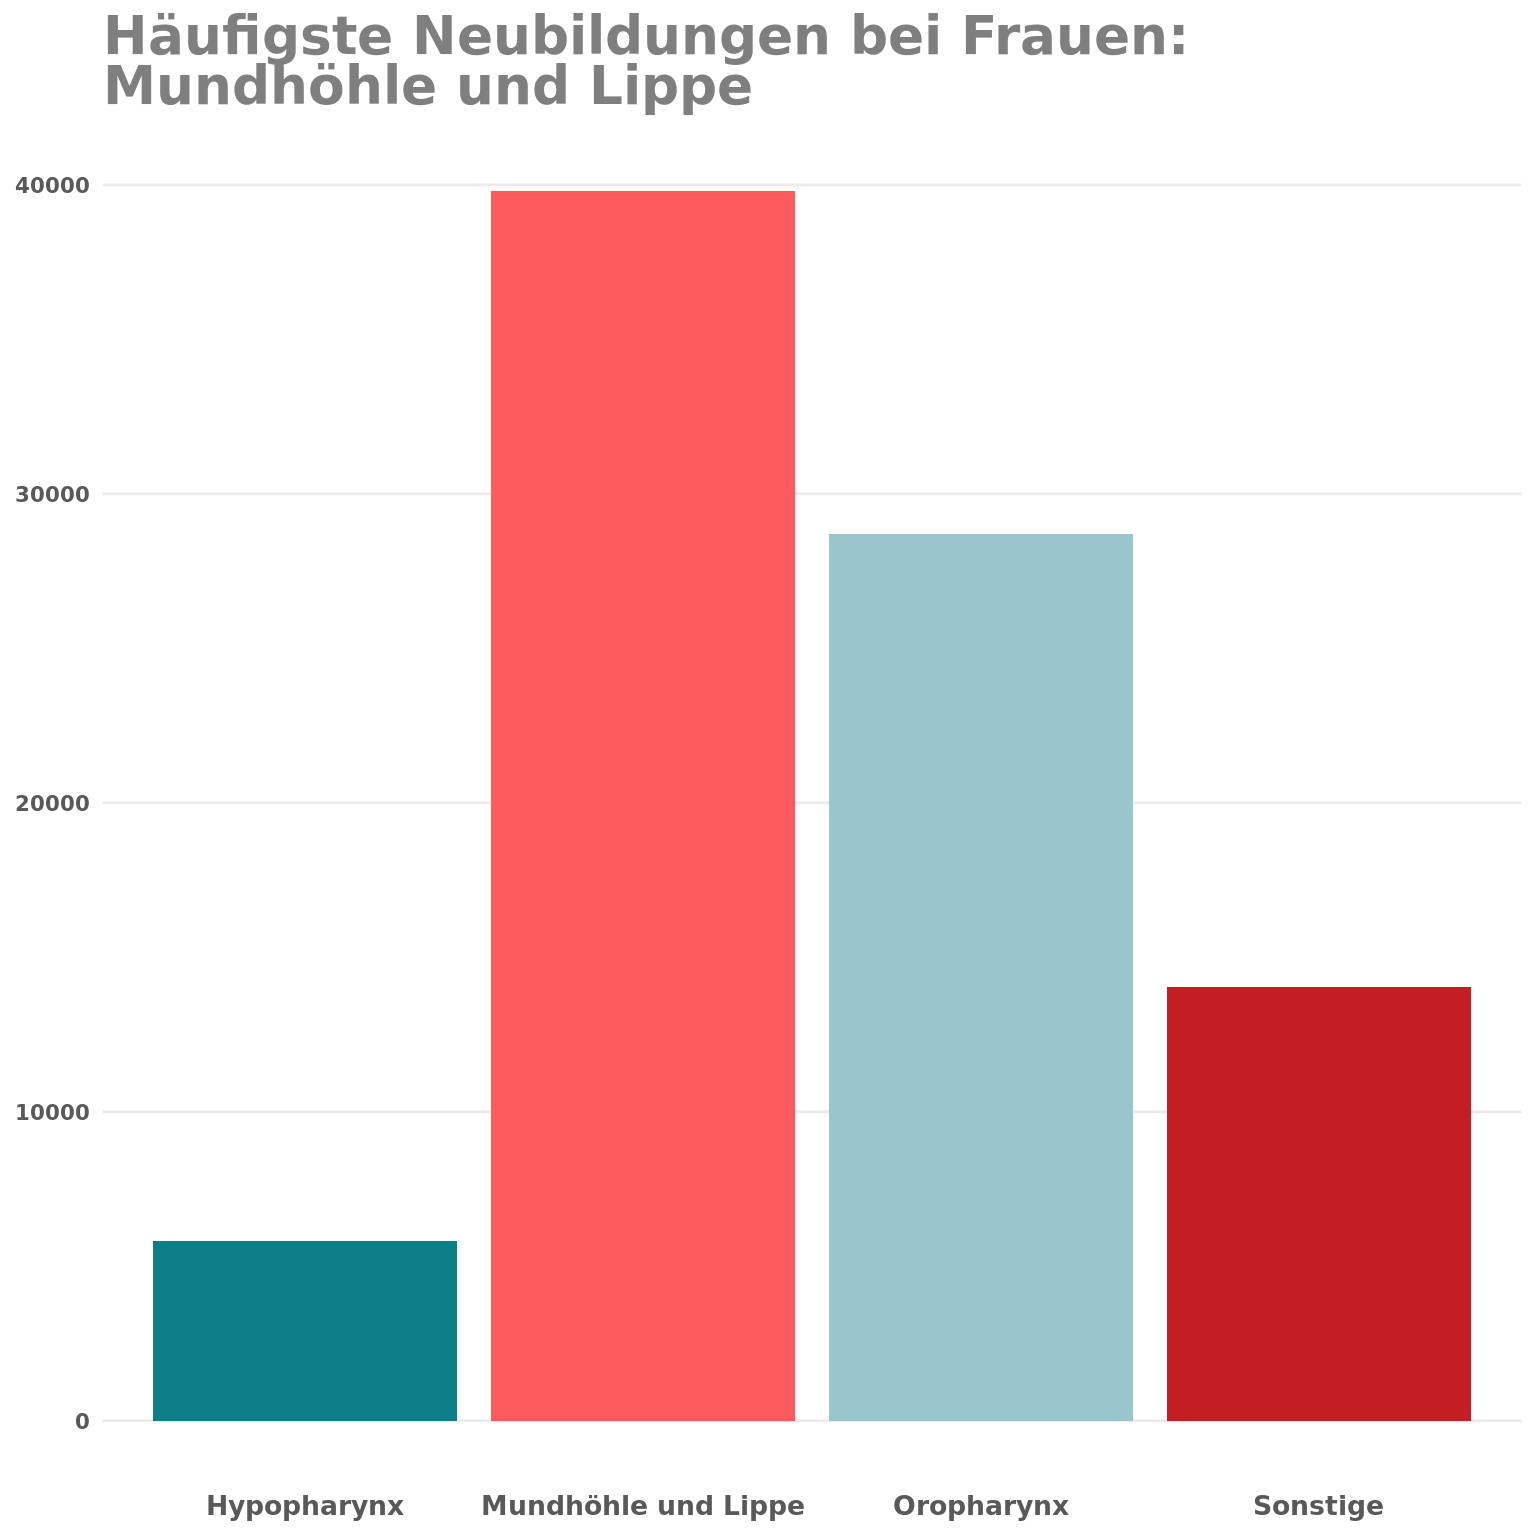 Häufigste Neubildungen bei Frauen:
Mundhöhle und Lippe
40000
30000
20000
10000
0
Hypopharynx
Mundhöhle und Lippe
Oropharynx
Sonstige